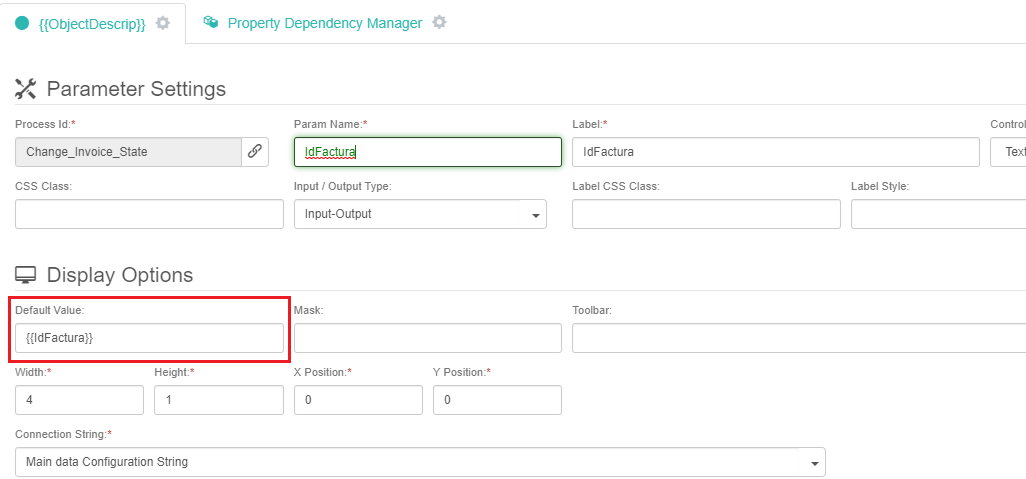 {{ObjectDescrip}} Property Dependency Manager
Parameter Settings
Process Id:* Param Name:* Label:* Control
Change_Invoice_State IdFactura IdFactura Text
CSS Class: Input / Output Type: Label CSS Class: Label Style:
Input-Output
Display Options
Default Value: Mask: Toolbar:
{{IdFactura}}
Width:* Height:* X Position:* Y Position:*
4 1 0 0
Connection String:*
Main data Configuration String